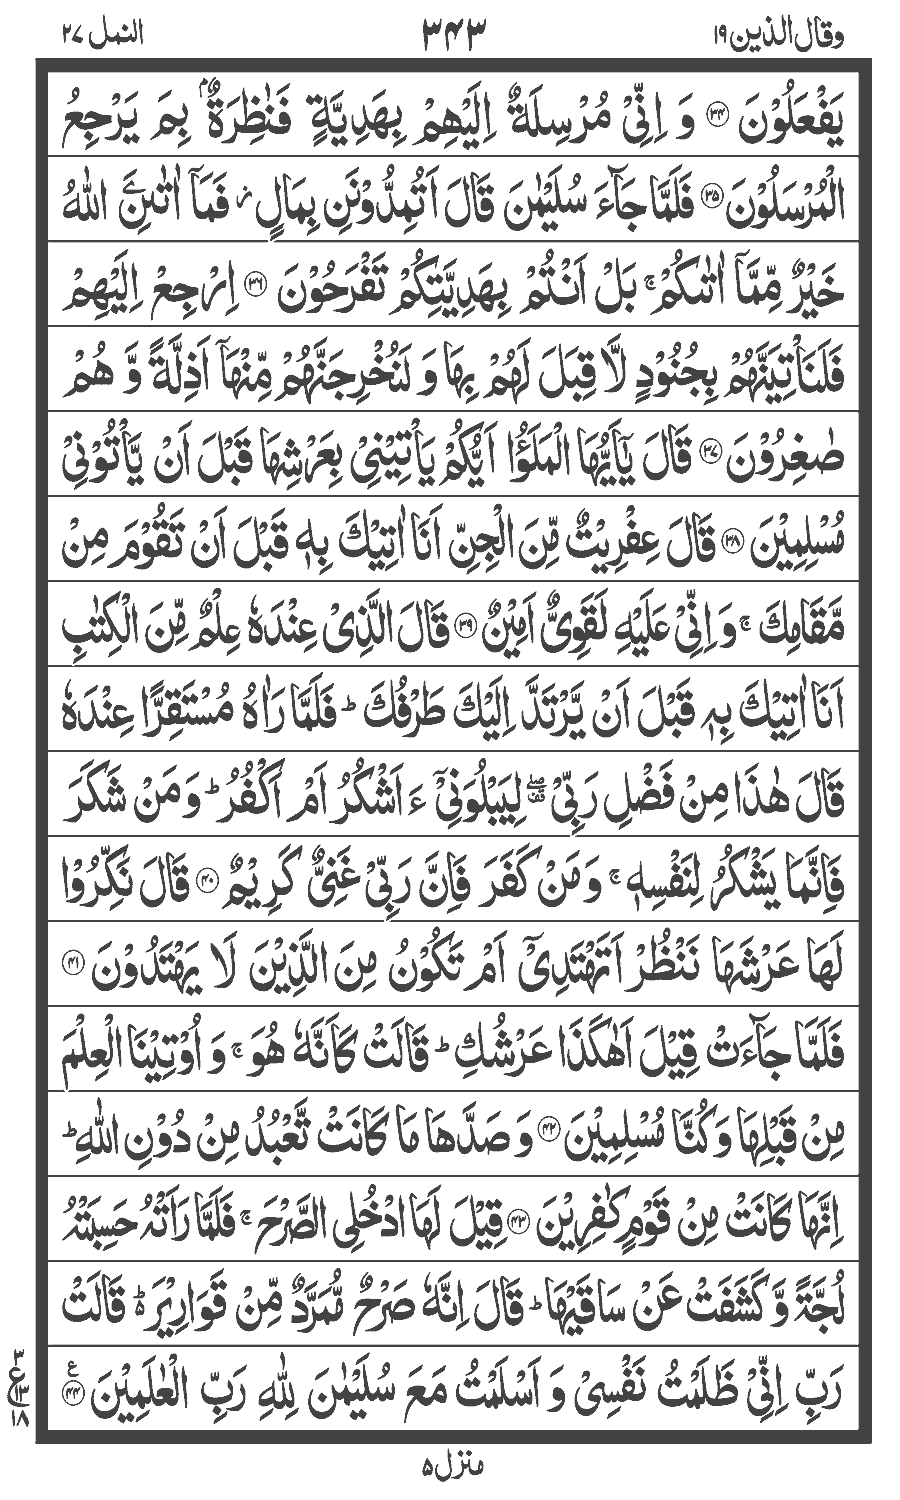 وقال الذین ۱۹ ۳۴۳ النمل ۲۷
یَفْعَلُوْنَ ﴿۳۴﴾ وَ اِنِّیْ مُرْسِلَةٌ اِلَیْهِمْ بِهَدِیَّةٍ فَنٰظِرَةٌۢ بِمَ یَرْجِعُ
الْمُرْسَلُوْنَ ﴿۳۵﴾ فَلَمَّا جَآءَ سُلَیْمٰنَ قَالَ اَتُمِدُّوْنَنِ بِمَالٍ ؗ فَمَاۤ اٰتٰىنِۦَ اللّٰهُ
خَیْرٌ مِّمَّاۤ اٰتٰىكُمْ ۚ بَلْ اَنْتُمْ بِهَدِیَّتِكُمْ تَفْرَحُوْنَ ﴿۳۶﴾ اِرْجِعْ اِلَیْهِمْ
فَلَنَاْتِیَنَّهُمْ بِجُنُوْدٍ لَّا قِبَلَ لَهُمْ بِهَا وَ لَنُخْرِجَنَّهُمْ مِّنْهَاۤ اَذِلَّةً وَّ هُمْ
صٰغِرُوْنَ ﴿۳۷﴾ قَالَ یٰۤاَیُّهَا الْمَلَؤُا اَیُّكُمْ یَاْتِیْنِیْ بِعَرْشِهَا قَبْلَ اَنْ یَّاْتُوْنِیْ
مُسْلِمِیْنَ ﴿۳۸﴾ قَالَ عِفْرِیْتٌ مِّنَ الْجِنِّ اَنَا اٰتِیْكَ بِهٖ قَبْلَ اَنْ تَقُوْمَ مِنْ
مَّقَامِكَ ۚ وَ اِنِّیْ عَلَیْهِ لَقَوِیٌّ اَمِیْنٌ ﴿۳۹﴾ قَالَ الَّذِیْ عِنْدَهٗ عِلْمٌ مِّنَ الْكِتٰبِ
اَنَا اٰتِیْكَ بِهٖ قَبْلَ اَنْ یَّرْتَدَّ اِلَیْكَ طَرْفُكَ ؕ فَلَمَّا رَاٰهُ مُسْتَقِرًّا عِنْدَهٗ
قَالَ هٰذَا مِنْ فَضْلِ رَبِّیْ ۫ۖ لِیَبْلُوَنِیْۤ ءَاَشْكُرُ اَمْ اَكْفُرُ ؕ وَ مَنْ شَكَرَ
فَاِنَّمَا یَشْكُرُ لِنَفْسِهٖ ۚ وَ مَنْ كَفَرَ فَاِنَّ رَبِّیْ غَنِیٌّ كَرِیْمٌ ﴿۴۰﴾ قَالَ نَكِّرُوْا
لَهَا عَرْشَهَا نَنْظُرْ اَتَهْتَدِیْۤ اَمْ تَكُوْنُ مِنَ الَّذِیْنَ لَا یَهْتَدُوْنَ ﴿۴۱﴾
فَلَمَّا جَآءَتْ قِیْلَ اَهٰكَذَا عَرْشُكِ ؕ قَالَتْ كَاَنَّهٗ هُوَ ۚ وَ اُوْتِیْنَا الْعِلْمَ
مِنْ قَبْلِهَا وَ كُنَّا مُسْلِمِیْنَ ﴿۴۲﴾ وَ صَدَّهَا مَا كَانَتْ تَّعْبُدُ مِنْ دُوْنِ اللّٰهِ ؕ
اِنَّهَا كَانَتْ مِنْ قَوْمٍ كٰفِرِیْنَ ﴿۴۳﴾ قِیْلَ لَهَا ادْخُلِی الصَّرْحَ ۚ فَلَمَّا رَاَتْهُ حَسِبَتْهُ
لُجَّةً وَّ كَشَفَتْ عَنْ سَاقَیْهَا ؕ قَالَ اِنَّهٗ صَرْحٌ مُّمَرَّدٌ مِّنْ قَوَارِیْرَ ؕ۬ قَالَتْ
رَبِّ اِنِّیْ ظَلَمْتُ نَفْسِیْ وَ اَسْلَمْتُ مَعَ سُلَیْمٰنَ لِلّٰهِ رَبِّ الْعٰلَمِیْنَ ﴿۴۴﴾ ع
۳
ع ۱۳
۱۸
منزل ۵